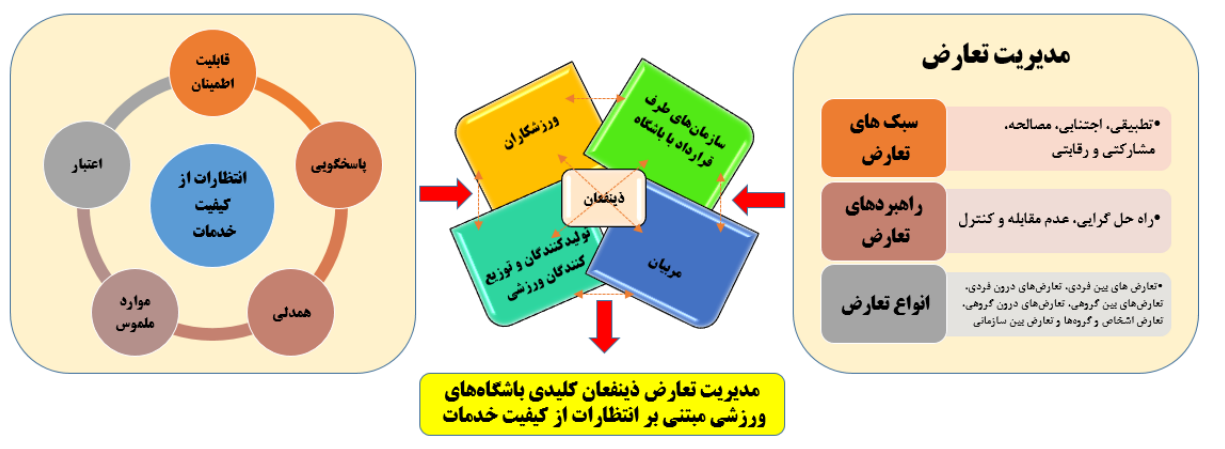 مدیریت تعارض
سبک های
تعارض
•تطبیقی، اجتنابی، مصالحه،
مشارکتی و رقابتی
راهبردهای
تعارض
•راه حل گرایی، عدم مقابله و کنترل
انواع تعارض
•تعارض های بین فردی، تعارض‌های درون فردی،
تعارض‌های بین گروهی، تعارض‌های درون گروهی،
تعارض اشخاص و گروه‌ها و تعارض بین سازمانی
سازمان‌های طرف
قرارداد با باشگاه
ورزشکاران
ذینفعان
مربیان
تولیدکنندگان و توزیع
کنندگان ورزشی
مدیریت تعارض ذینفعان کلیدی باشگاه‌های
ورزشی مبتنی بر انتظارات از کیفیت خدمات
قابلیت
اطمینان
پاسخگویی
همدلی
موارد
ملموس
اعتبار
انتظارات از
کیفیت
خدمات